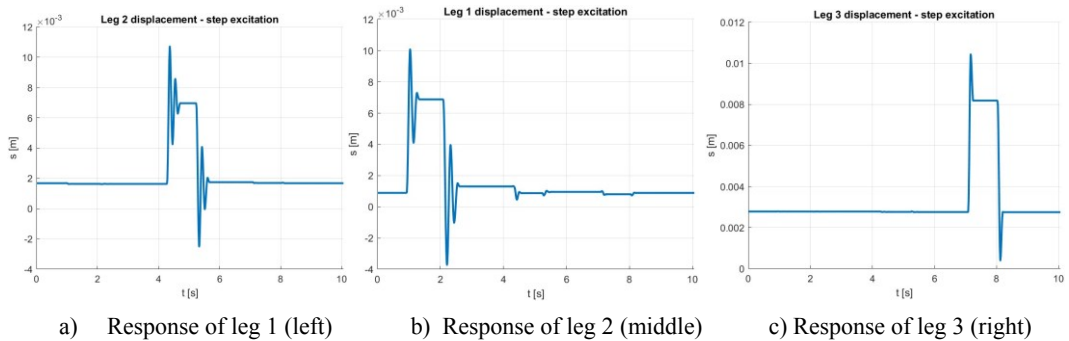 Leg 2 displacement - step excitation
×10⁻³
12
10
8
6
4
2
0
-2
-4
s [m]
0 2 4 6 8 10
t [s]
Leg 1 displacement - step excitation
×10⁻³
12
10
8
6
4
2
0
-2
-4
s [m]
0 2 4 6 8 10
t [s]
Leg 3 displacement - step excitation
0.012
0.01
0.008
0.006
0.004
0.002
0
s [m]
0 2 4 6 8 10
t [s]
a) Response of leg 1 (left)
b) Response of leg 2 (middle)
c) Response of leg 3 (right)